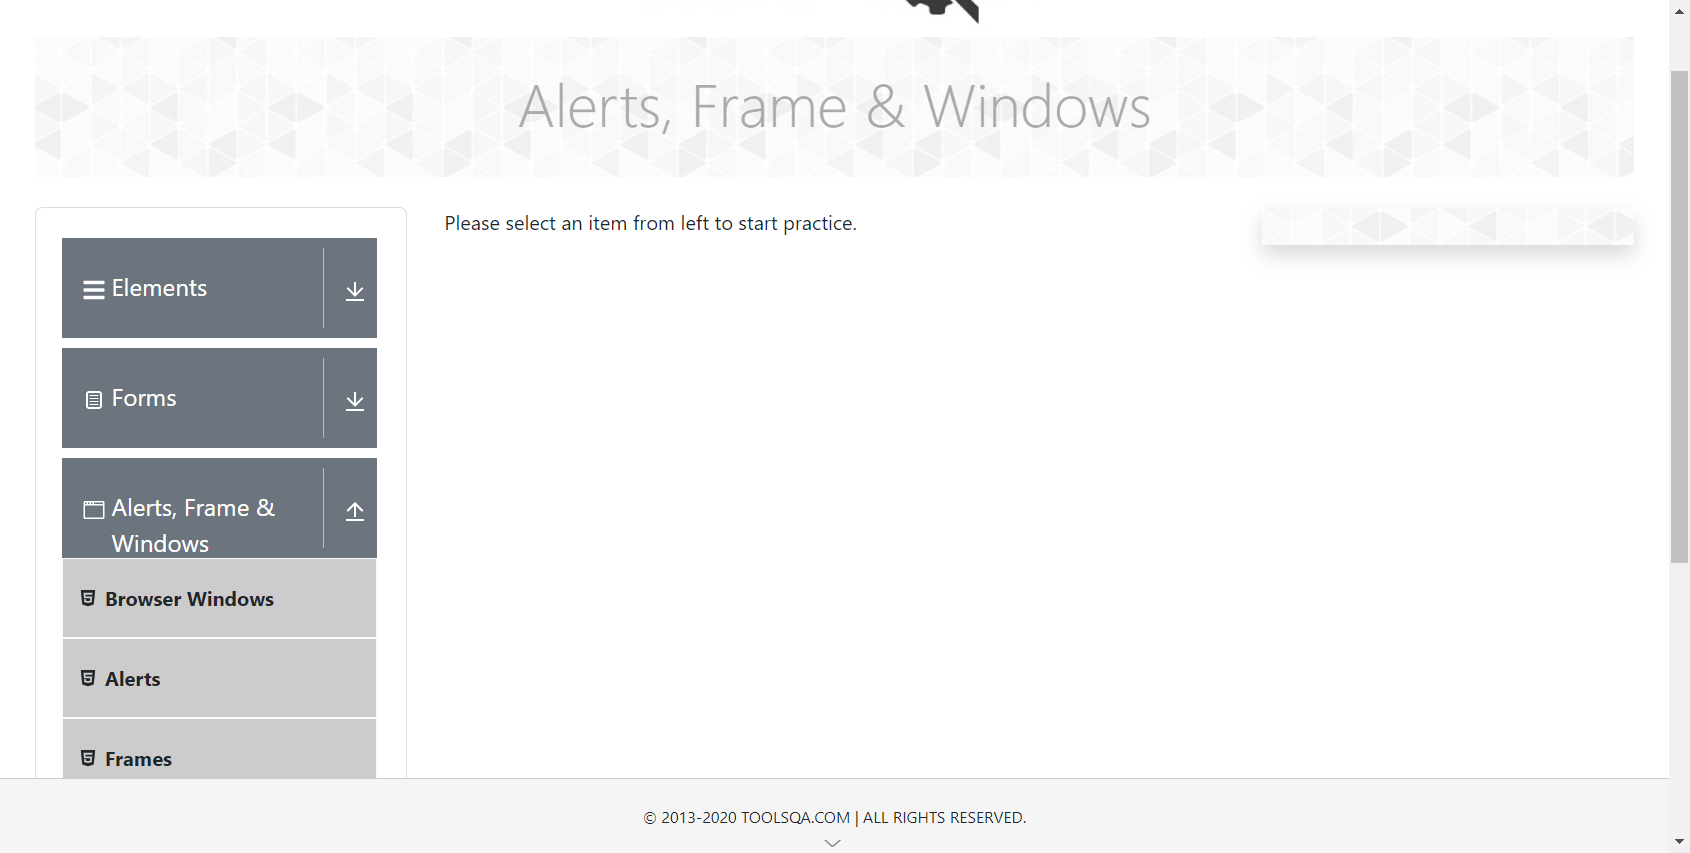 Alerts, Frame & Windows
Please select an item from left to start practice.
Elements
Forms
Alerts, Frame &
Windows
Browser Windows
Alerts
Frames
© 2013-2020 TOOLSQA.COM | ALL RIGHTS RESERVED.